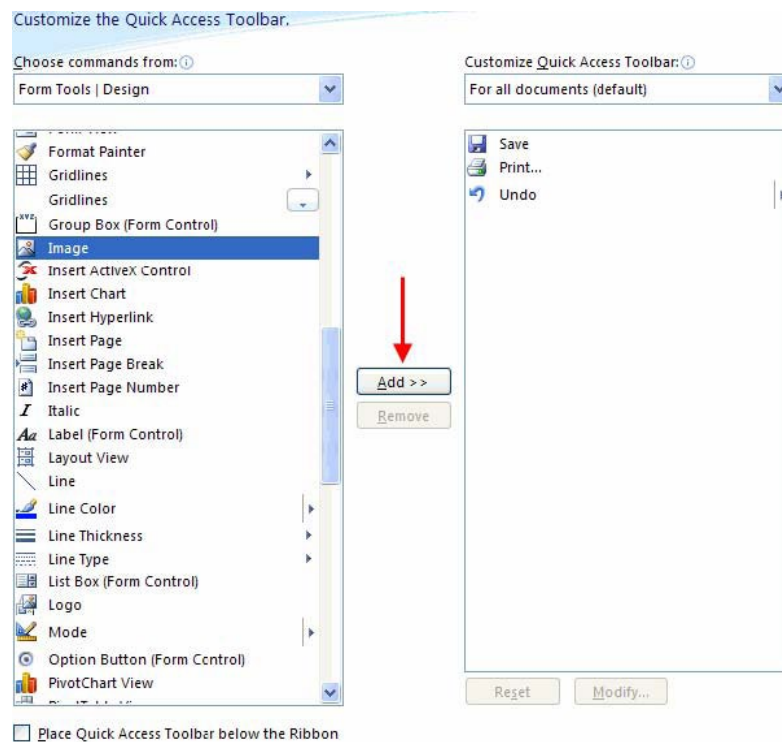 Customize the Quick Access Toolbar.
Choose commands from:
Form Tools | Design
Format Painter
Gridlines
Gridlines
Group Box (Form Control)
Image
Insert ActiveX Control
Insert Chart
Insert Hyperlink
Insert Page
Insert Page Break
Insert Page Number
Italic
Label (Form Control)
Layout View
Line
Line Color
Line Thickness
Line Type
List Box (Form Control)
Logo
Mode
Option Button (Form Control)
PivotChart View
Place Quick Access Toolbar below the Ribbon
Add >>
Remove
Customize Quick Access Toolbar:
For all documents (default)
Save
Print...
Undo
Reset
Modify...